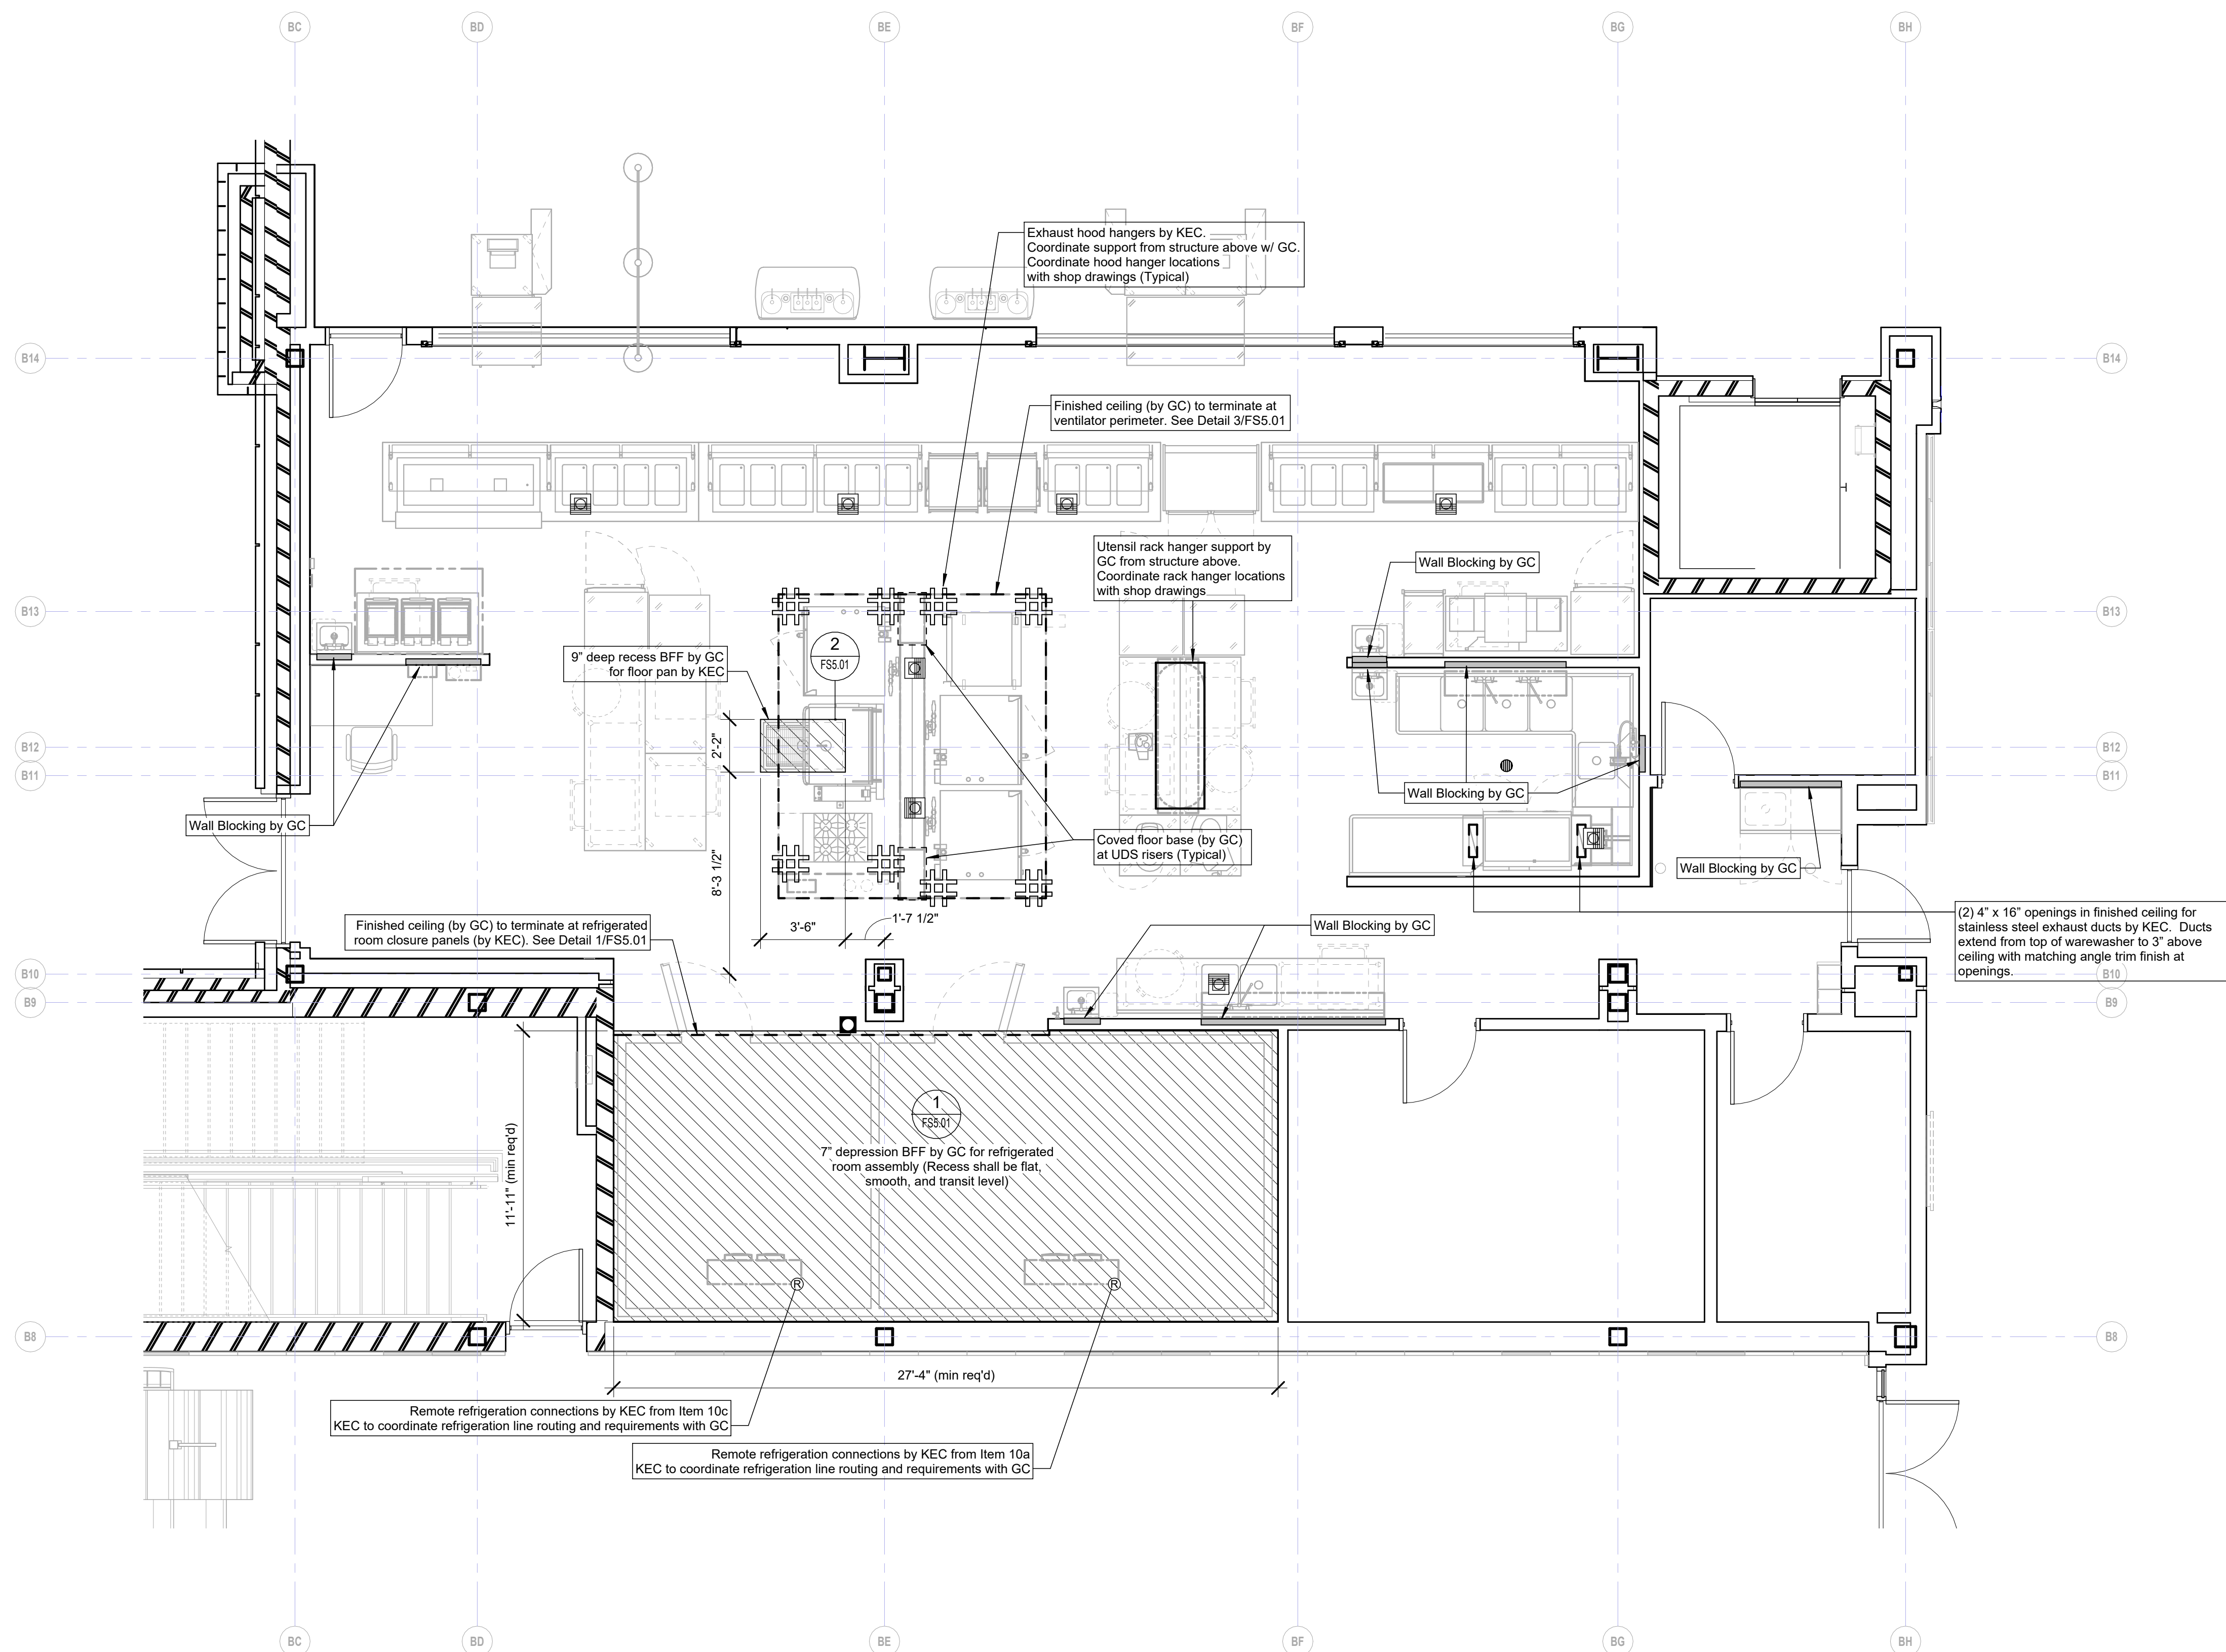 BC
BD
BE
BF
BG
BH
Exhaust hood hangers by KEC.
Coordinate support from structure above w/ GC.
Coordinate hood hanger locations
with shop drawings (Typical)
B14
B14
Finished ceiling (by GC) to terminate at
ventilator perimeter. See Detail 3/FS5.01
Utensil rack hanger support by
GC from structure above.
Coordinate rack hanger locations
with shop drawings
Wall Blocking by GC
B13
B13
2
FS5.01
9” deep recess BFF by GC
for floor pan by KEC
2'-2"
B12
B12
B11
B11
Wall Blocking by GC
Wall Blocking by GC
Coved floor base (by GC)
at UDS risers (Typical)
Wall Blocking by GC
8'-3 1/2"
3'-6"
1'-7 1/2"
Finished ceiling (by GC) to terminate at refrigerated
room closure panels (by KEC). See Detail 1/FS5.01
Wall Blocking by GC
(2) 4” x 16” openings in finished ceiling for
stainless steel exhaust ducts by KEC.  Ducts
extend from top of warewasher to 3” above
ceiling with matching angle trim finish at
openings.
B10
B10
B9
B9
1
FS5.01
7” depression BFF by GC for refrigerated
room assembly (Recess shall be flat,
smooth, and transit level)
11'-11" (min req'd)
R
R
B8
B8
27'-4" (min req'd)
Remote refrigeration connections by KEC from Item 10c
KEC to coordinate refrigeration line routing and requirements with GC
Remote refrigeration connections by KEC from Item 10a
KEC to coordinate refrigeration line routing and requirements with GC
BC
BD
BE
BF
BG
BH